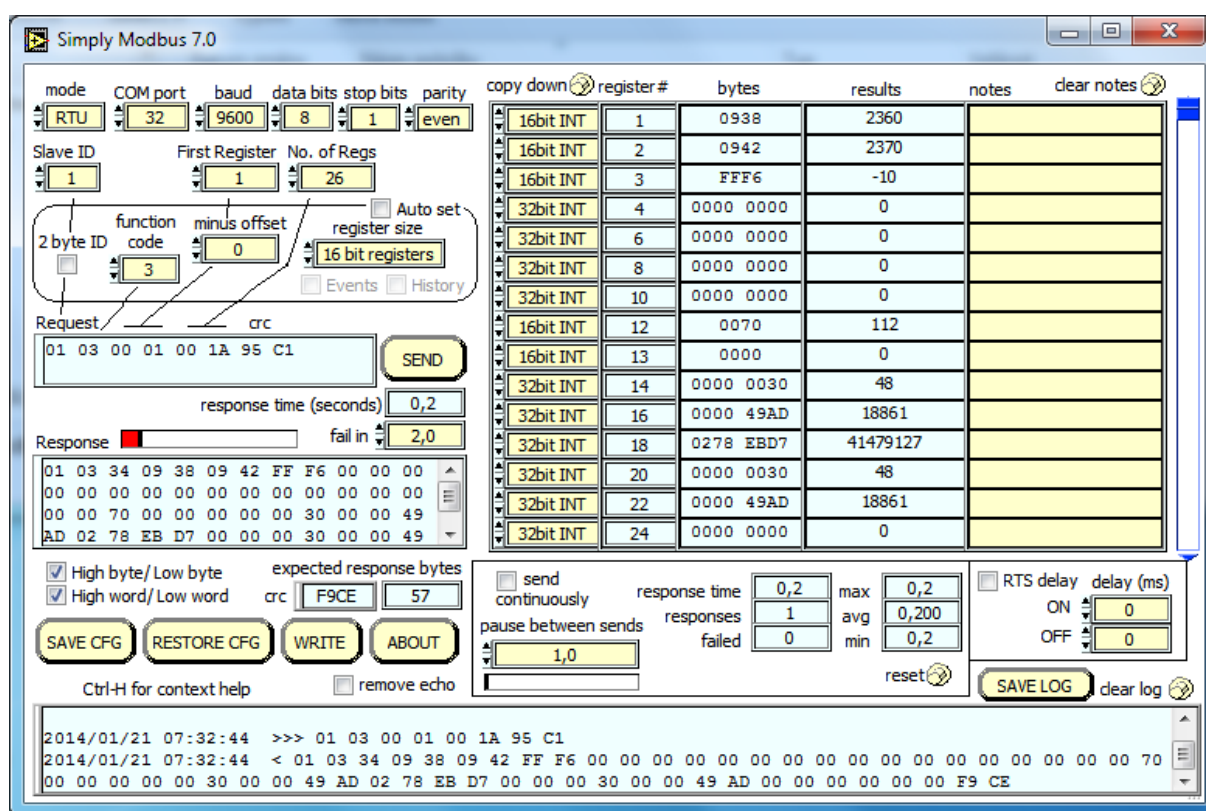 Simply Modbus 7.0
mode COM port baud data bits stop bits parity
RTU 32 9600 8 1 even
Slave ID First Register No. of Regs
1 1 26
Auto set
function minus offset register size
2 byte ID code 0 16 bit registers
3
Events History
Request crc
01 03 00 01 00 1A 95 C1
SEND
response time (seconds) 0,2
Response fail in 2,0
01 03 34 09 38 09 42 FF F6 00 00 00
00 00 00 00 00 00 00 00 00 00 00 00
00 00 70 00 00 00 00 00 30 00 00 49
AD 02 78 EB D7 00 00 00 30 00 00 49
High byte/Low byte expected response bytes
High word/Low word crc F9CE 57
SAVE CFG RESTORE CFG WRITE ABOUT
Ctrl-H for context help remove echo
copy down register # bytes results notes clear notes
16bit INT 1 0938 2360
16bit INT 2 0942 2370
16bit INT 3 FFF6 -10
32bit INT 4 0000 0000 0
32bit INT 6 0000 0000 0
32bit INT 8 0000 0000 0
32bit INT 10 0000 0000 0
16bit INT 12 0070 112
16bit INT 13 0000 0
32bit INT 14 0000 0030 48
32bit INT 16 0000 49AD 18861
32bit INT 18 0278 EBD7 41479127
32bit INT 20 0000 0030 48
32bit INT 22 0000 49AD 18861
32bit INT 24 0000 0000 0
send
continuously
pause between sends
1,0
response time 0,2 max 0,2
responses 1 avg 0,200
failed 0 min 0,2
reset
RTS delay delay (ms)
ON 0
OFF 0
SAVE LOG clear log
2014/01/21 07:32:44 >>> 01 03 00 01 00 1A 95 C1
2014/01/21 07:32:44 < 01 03 34 09 38 09 42 FF F6 00 00 00 00 00 00 00 00 00 00 00 00 00 00 00 00 00 70
00 00 00 00 00 30 00 00 49 AD 02 78 EB D7 00 00 00 30 00 00 49 AD 00 00 00 00 00 00 F9 CE